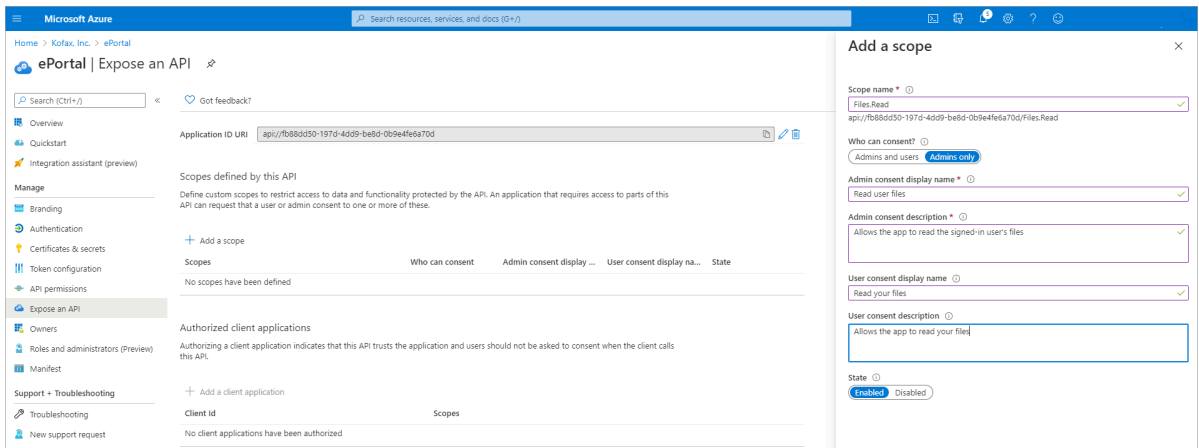 Microsoft Azure
Search resources, services, and docs (G+/)
3
Home > Kofax, Inc. > ePortal
ePortal | Expose an API
Search (Ctrl+/)
«
Overview
Quickstart
Integration assistant (preview)
Manage
Branding
Authentication
Certificates & secrets
Token configuration
API permissions
Expose an API
Owners
Roles and administrators (Preview)
Manifest
Support + Troubleshooting
Troubleshooting
New support request
Got feedback?
Application ID URI
api://fb88dd50-197d-4dd9-be8d-0b9e4fe6a70d
Scopes defined by this API
Define custom scopes to restrict access to data and functionality protected by the API. An application that requires access to parts of this
API can request that a user or admin consent to one or more of these.
+ Add a scope
Scopes Who can consent Admin consent display ... User consent display na... State
No scopes have been defined
Authorized client applications
Authorizing a client application indicates that this API trusts the application and users should not be asked to consent when the client calls
this API.
+ Add a client application
Client Id Scopes
No client applications have been authorized
Add a scope
Scope name *
Files.Read
api://fb88dd50-197d-4dd9-be8d-0b9e4fe6a70d/Files.Read
Who can consent?
Admins and users Admins only
Admin consent display name *
Read user files
Admin consent description *
Allows the app to read the signed-in user's files
User consent display name
Read your files
User consent description
Allows the app to read your files
State
Enabled Disabled